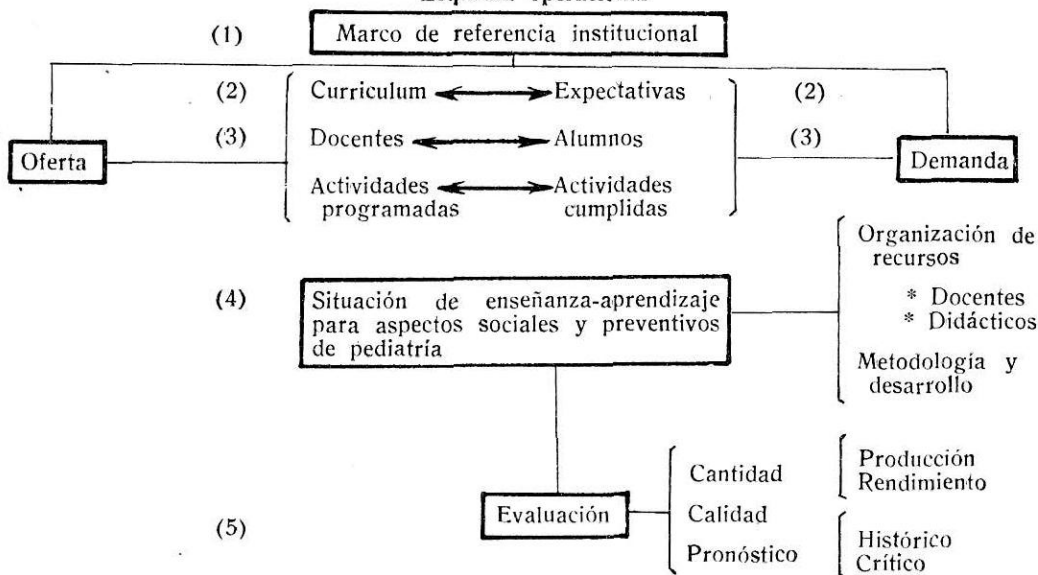 (1) Marco de referencia institucional
(2) Curriculum Expectativas (2)
(3) Docentes Alumnos (3)
Oferta
Demanda
Actividades Actividades
programadas cumplidas
Organización de
recursos
* Docentes
* Didácticos
Metodología y
desarrollo
(4) Situación de enseñanza-aprendizaje
para aspectos sociales y preventivos
de pediatría
Cantidad
Producción
Rendimiento
(5) Evaluación
Calidad
Pronóstico
Histórico
Crítico